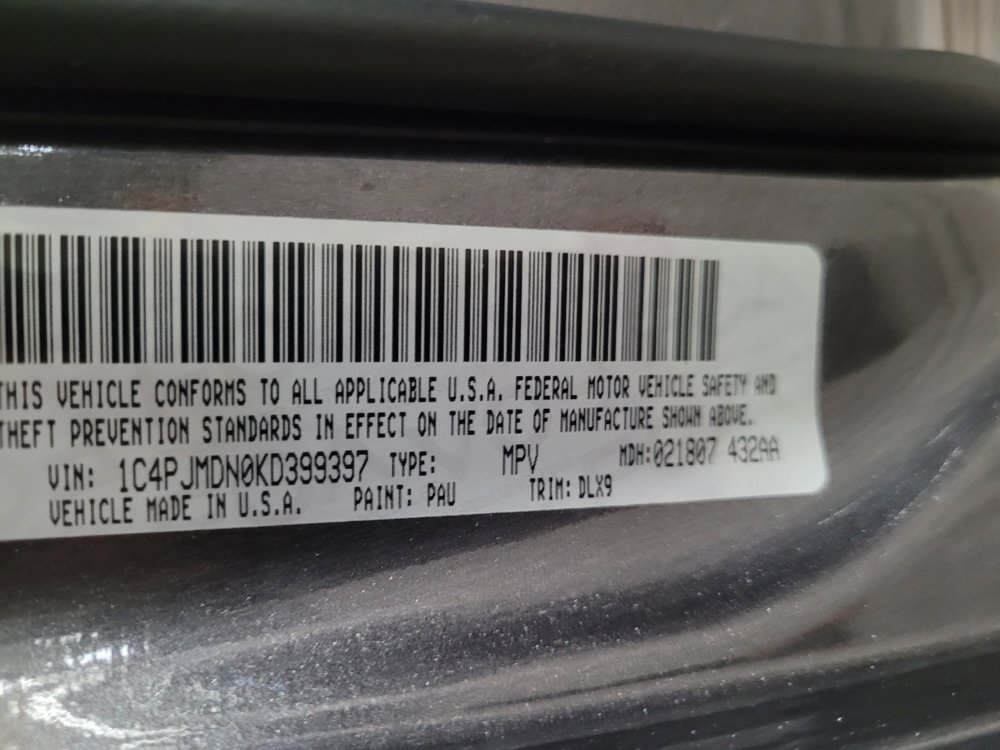 THIS VEHICLE CONFORMS TO ALL APPLICABLE U.S.A. FEDERAL MOTOR VEHICLE SAFETY AND
THEFT PREVENTION STANDARDS IN EFFECT ON THE DATE OF MANUFACTURE SHOWN ABOVE.
VIN: 1C4PJMDN0KD399397 TYPE: MPV MDH:021807 432AA
VEHICLE MADE IN U.S.A. PAINT: PAU TRIM: DLX9